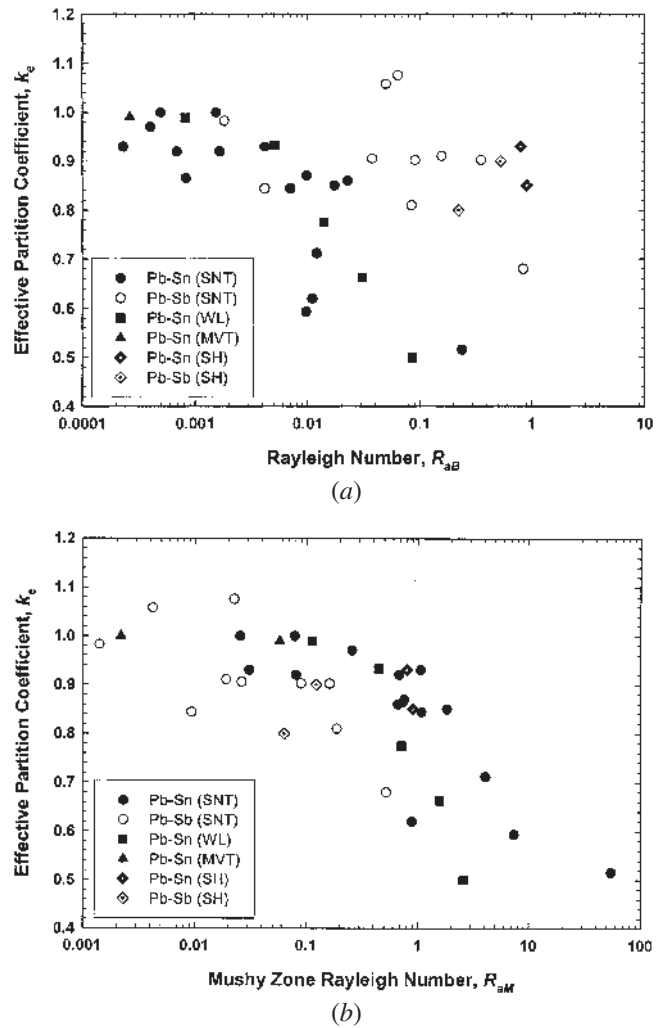 1.2
1.1
1.0
0.9
0.8
0.7
0.6
0.5
0.4
Effective Partition Coefficient, ke
Pb-Sn (SNT)
Pb-Sb (SNT)
Pb-Sn (WL)
Pb-Sn (MVT)
Pb-Sn (SH)
Pb-Sb (SH)
0.0001 0.001 0.01 0.1 1 10
Rayleigh Number, RaB
(a)
1.2
1.1
1.0
0.9
0.8
0.7
0.6
0.5
0.4
Effective Partition Coefficient, ke
Pb-Sn (SNT)
Pb-Sb (SNT)
Pb-Sn (WL)
Pb-Sn (MVT)
Pb-Sn (SH)
Pb-Sb (SH)
0.001 0.01 0.1 1 10 100
Mushy Zone Rayleigh Number, RaM
(b)